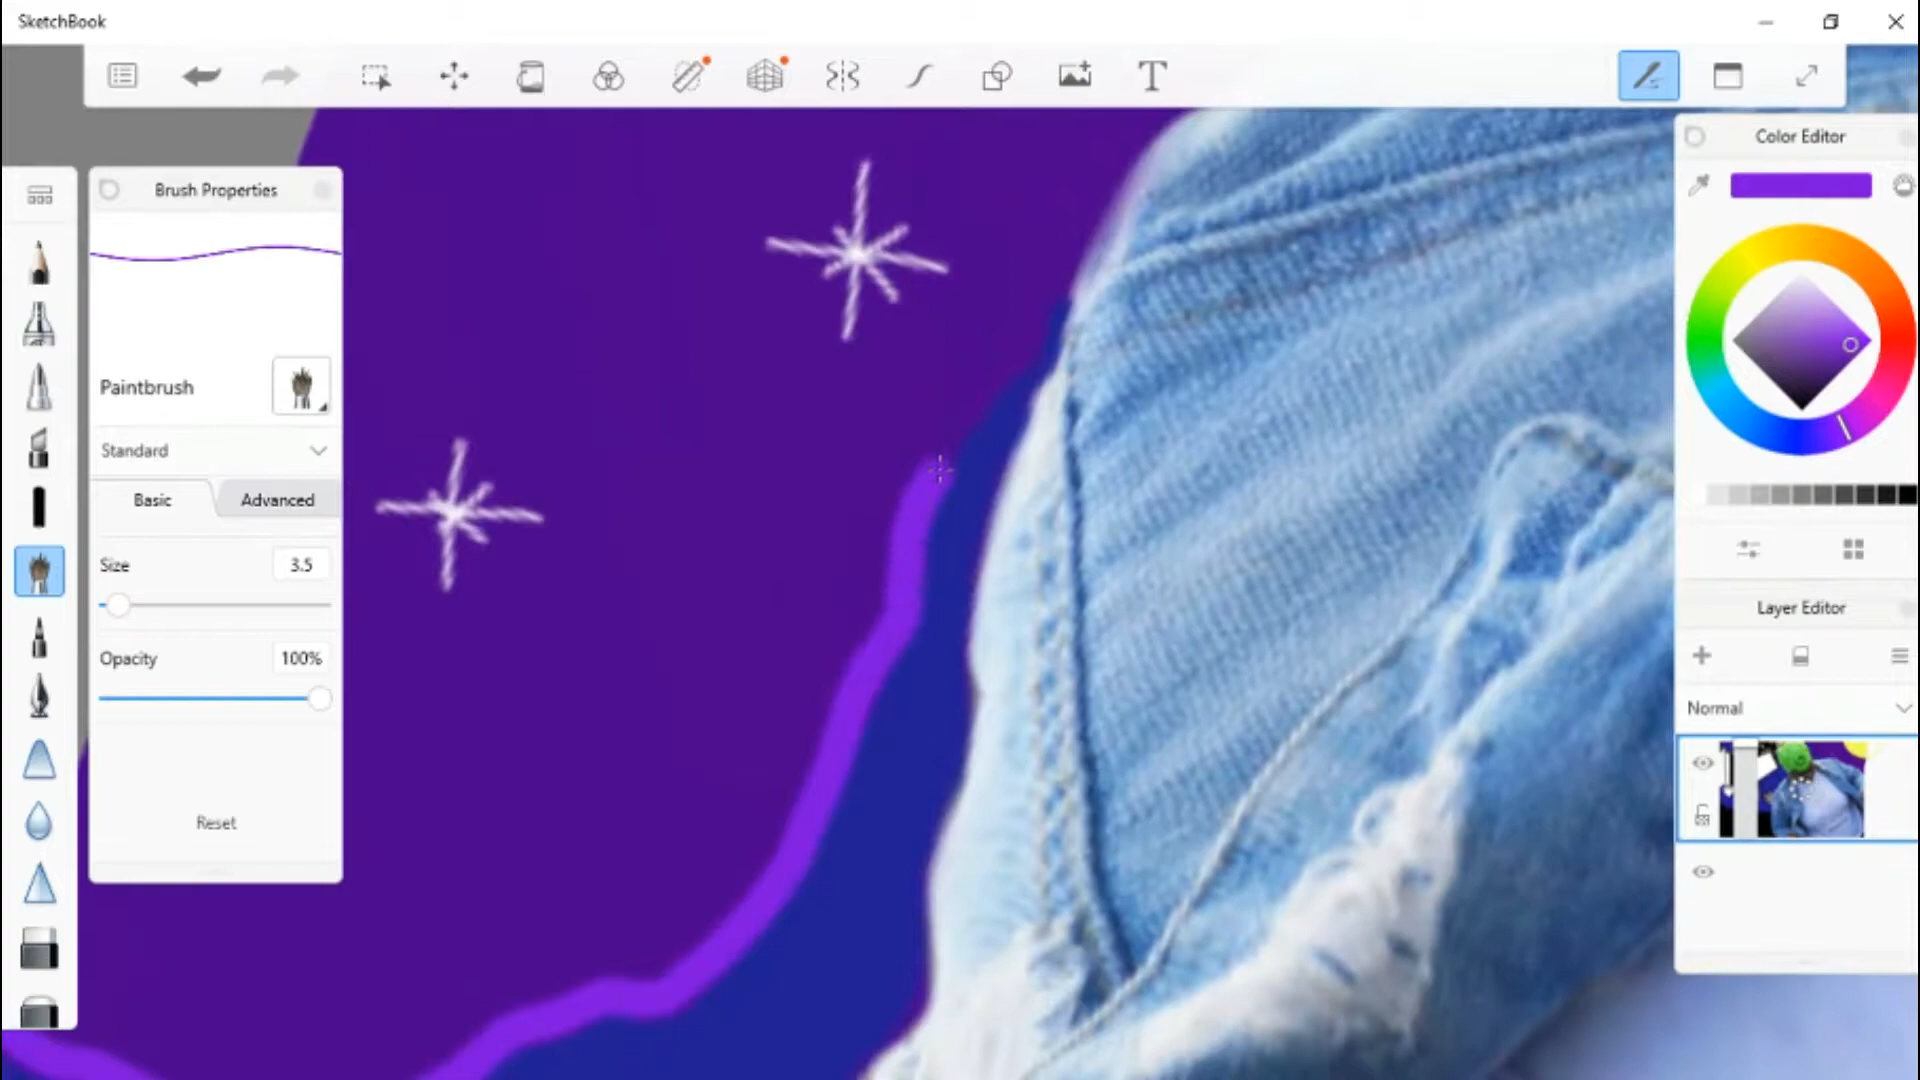 SketchBook
T
Color Editor
Brush Properties
Paintbrush
Standard
Basic
Advanced
Size
3.5
Opacity
100%
Reset
Layer Editor
Normal